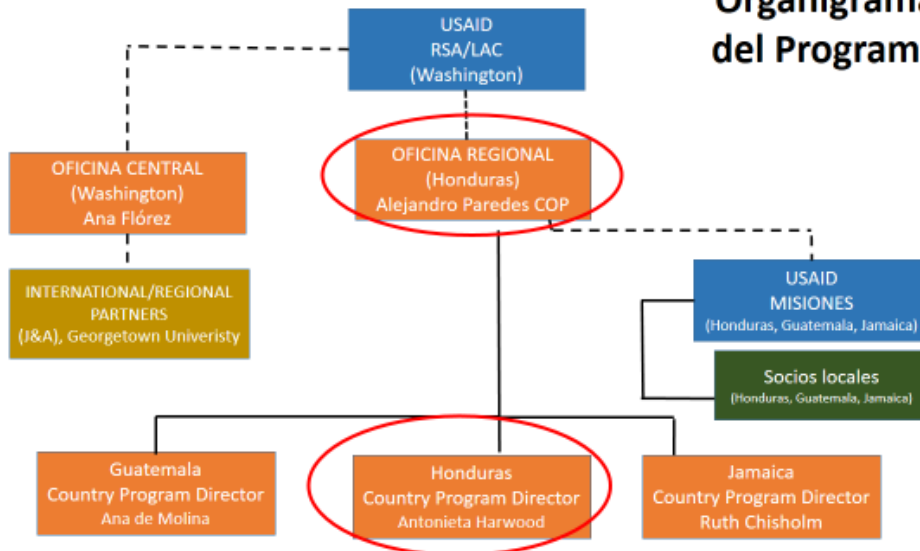 Organigrama
del Program
USAID
RSA/LAC
(Washington)
OFICINA CENTRAL
(Washington)
Ana Flórez
OFICINA REGIONAL
(Honduras)
Alejandro Paredes COP
INTERNATIONAL/REGIONAL
PARTNERS
(J&A), Georgetown Univeristy
USAID
MISIONES
(Honduras, Guatemala, Jamaica)
Socios locales
(Honduras, Guatemala, Jamaica)
Guatemala
Country Program Director
Ana de Molina
Honduras
Country Program Director
Antonieta Harwood
Jamaica
Country Program Director
Ruth Chisholm